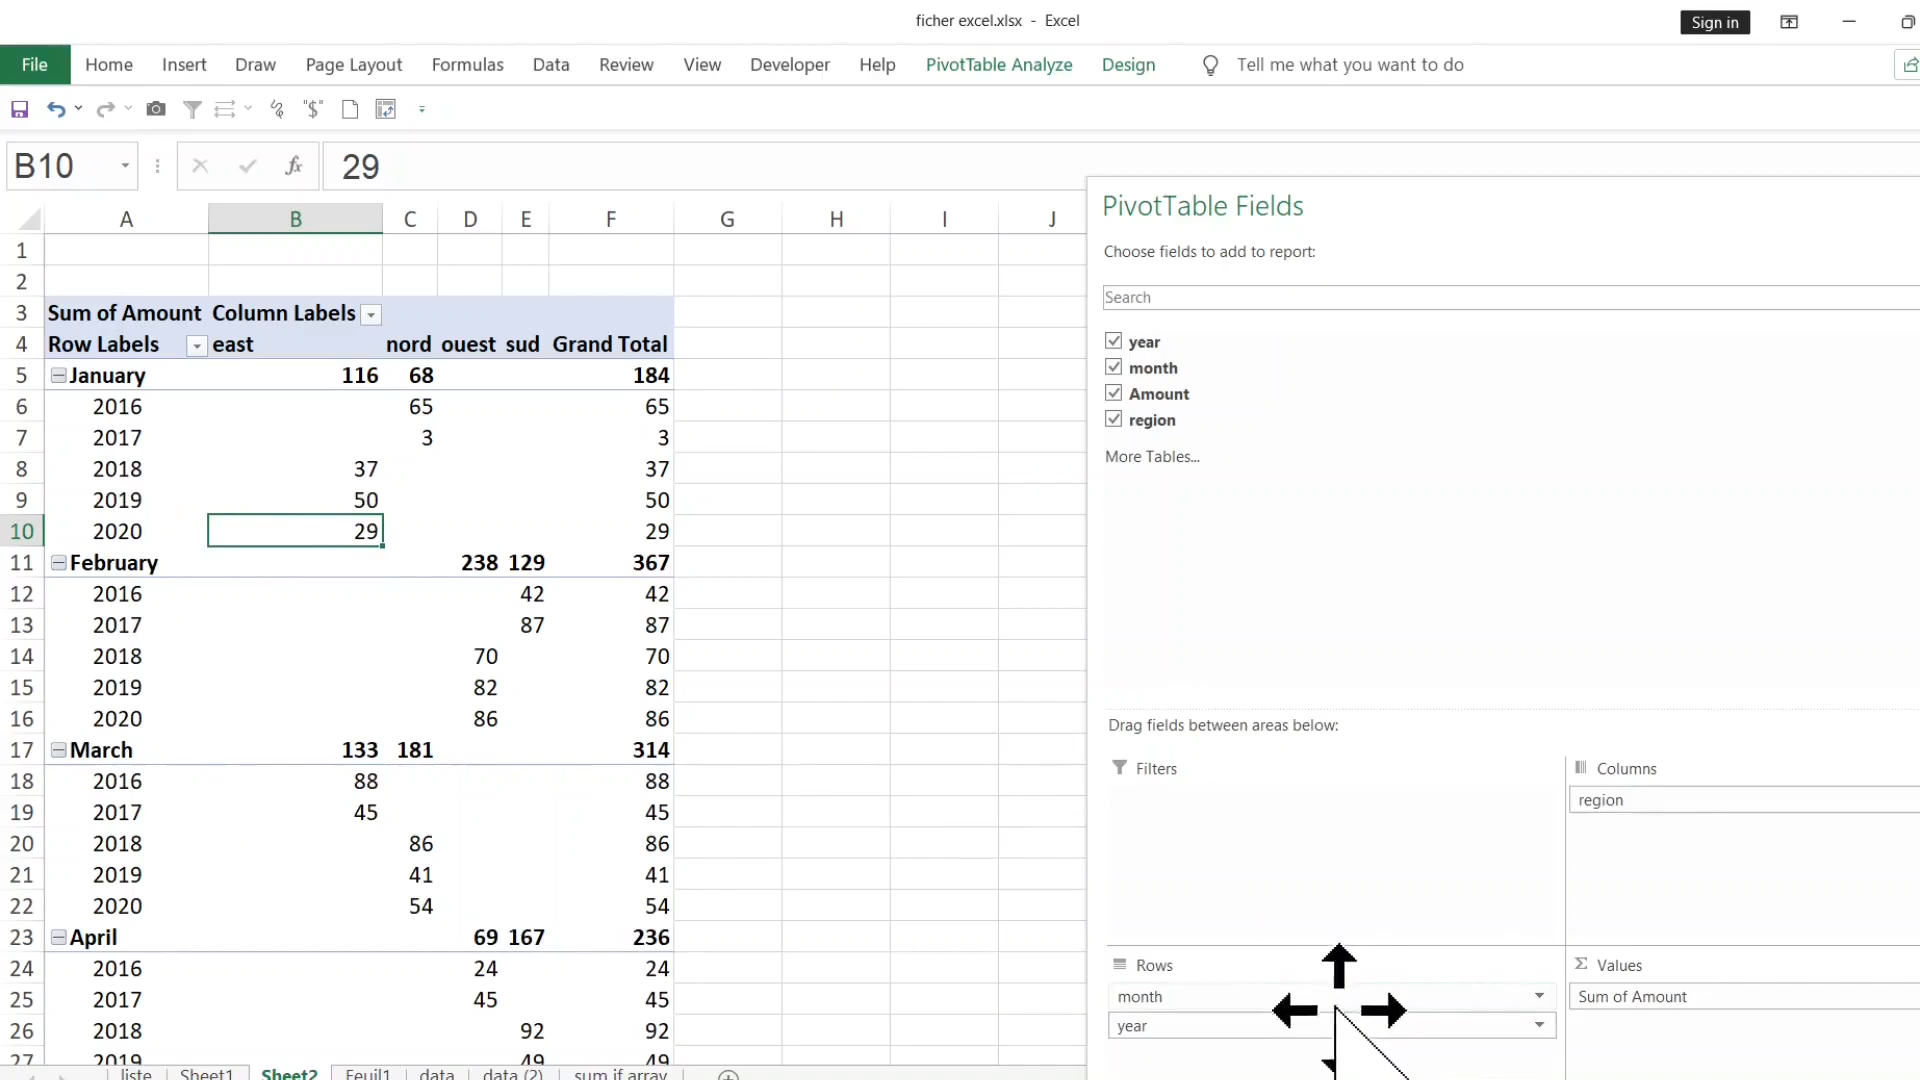 ficher excel.xlsx - Excel
Sign in
File Home Insert Draw Page Layout Formulas Data Review View Developer Help PivotTable Analyze Design Tell me what you want to do
"$"
B10 fx 29
PivotTable Fields
Choose fields to add to report:
Search
year
month
Amount
region
More Tables...
A B C D E F G H I J
1
2
3 Sum of Amount Column Labels
4 Row Labels east nord ouest sud Grand Total
5 January 116 68 184
6 2016 65 65
7 2017 3 3
8 2018 37 37
9 2019 50 50
10 2020 29 29
11 February 238 129 367
12 2016 42 42
13 2017 87 87
14 2018 70 70
15 2019 82 82
16 2020 86 86
17 March 133 181 314
18 2016 88 88
19 2017 45 45
20 2018 86 86
21 2019 41 41
22 2020 54 54
23 April 69 167 236
24 2016 24 24
25 2017 45 45
26 2018 92 92
27 2019 49 49
Drag fields between areas below:
Filters
Columns
region
Rows
month
year
Σ Values
Sum of Amount
liste Sheet1 Sheet2 Feuil1 data data (2) sum if array